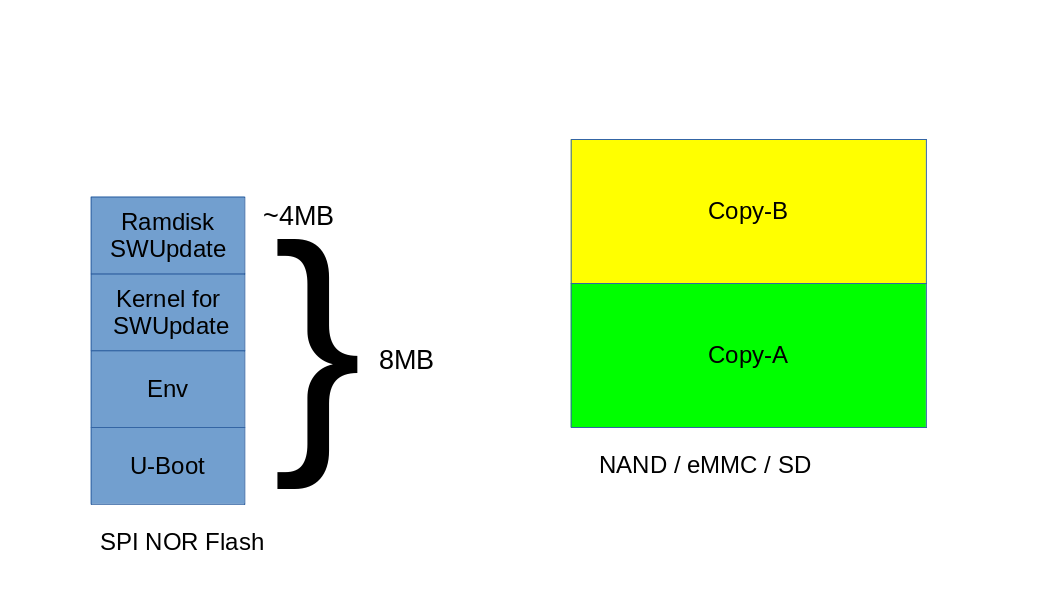 Ramdisk
SWUpdate
~4MB
Kernel for
SWUpdate
Env
U-Boot
}
8MB
SPI NOR Flash
Copy-B
Copy-A
NAND / eMMC / SD